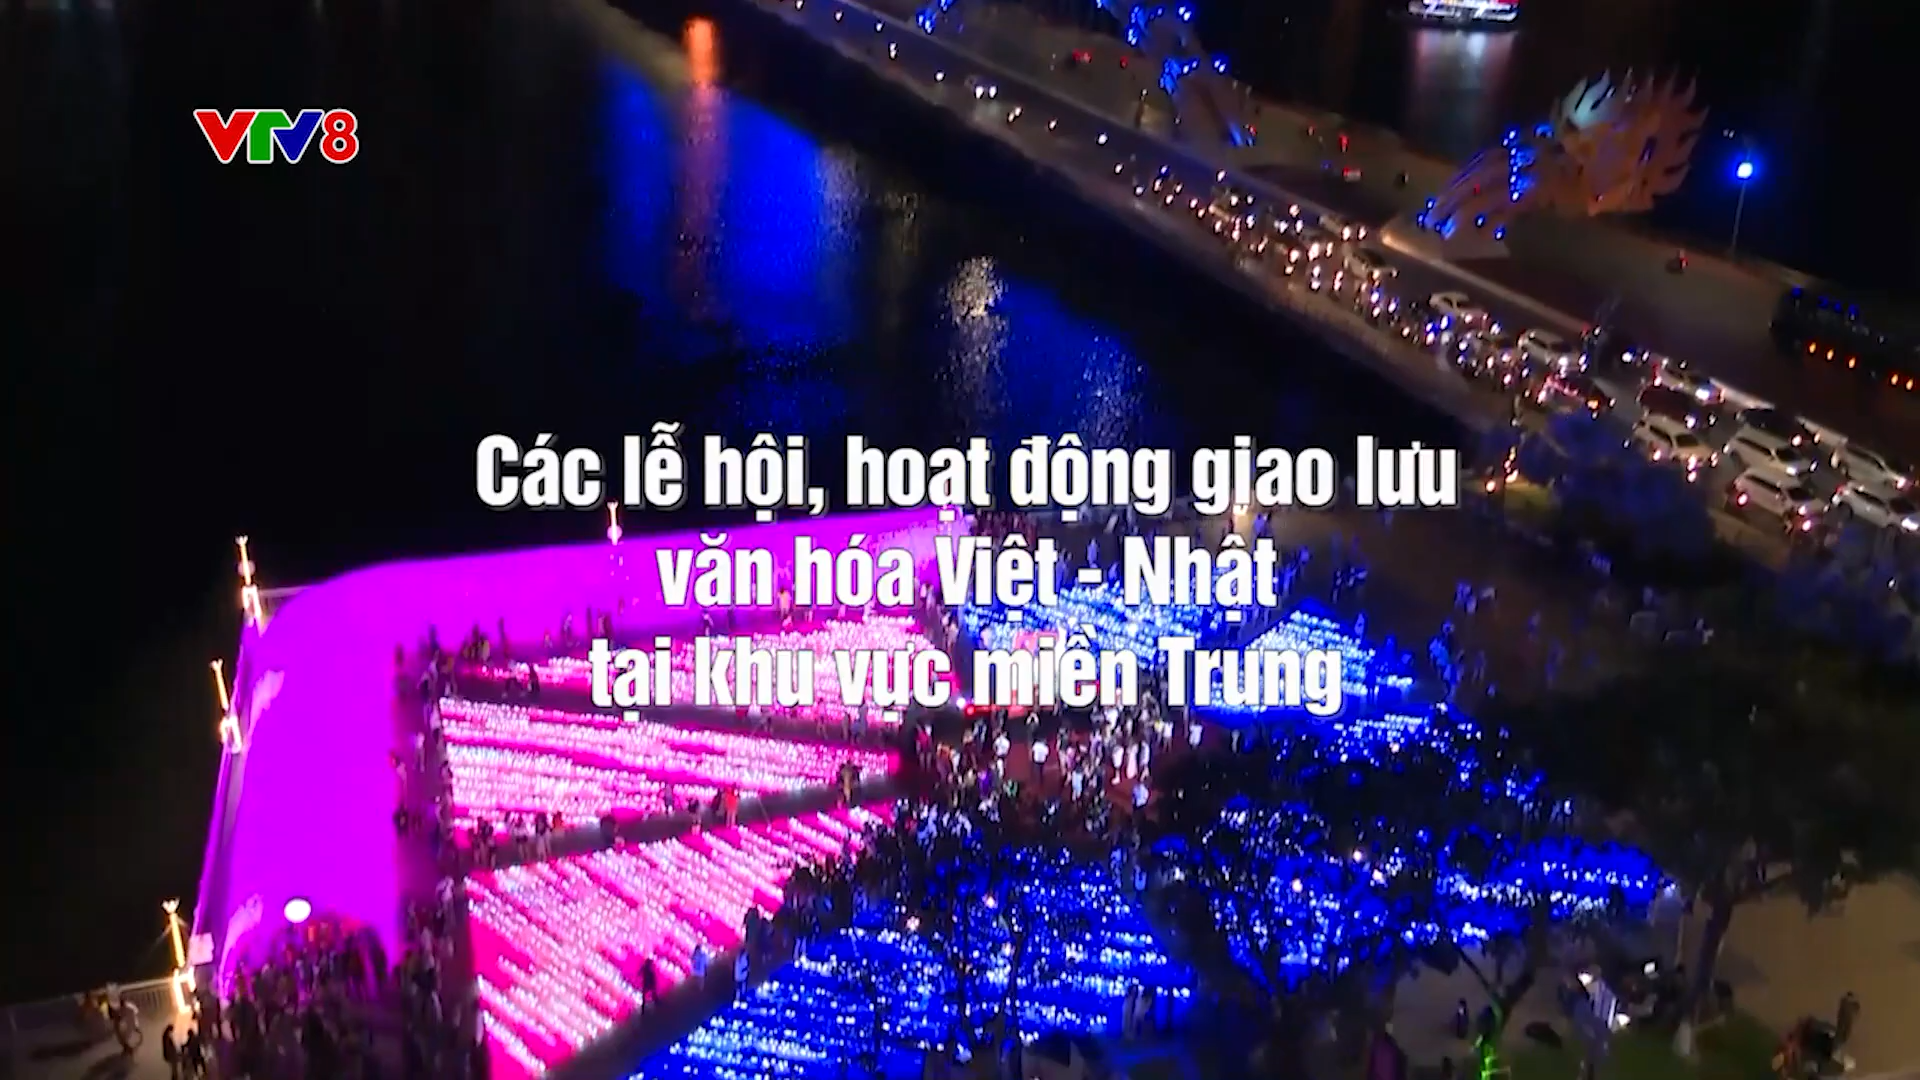 VTV8
Các lễ hội, hoạt động giao lưu
văn hóa Việt - Nhật
tại khu vực miền Trung